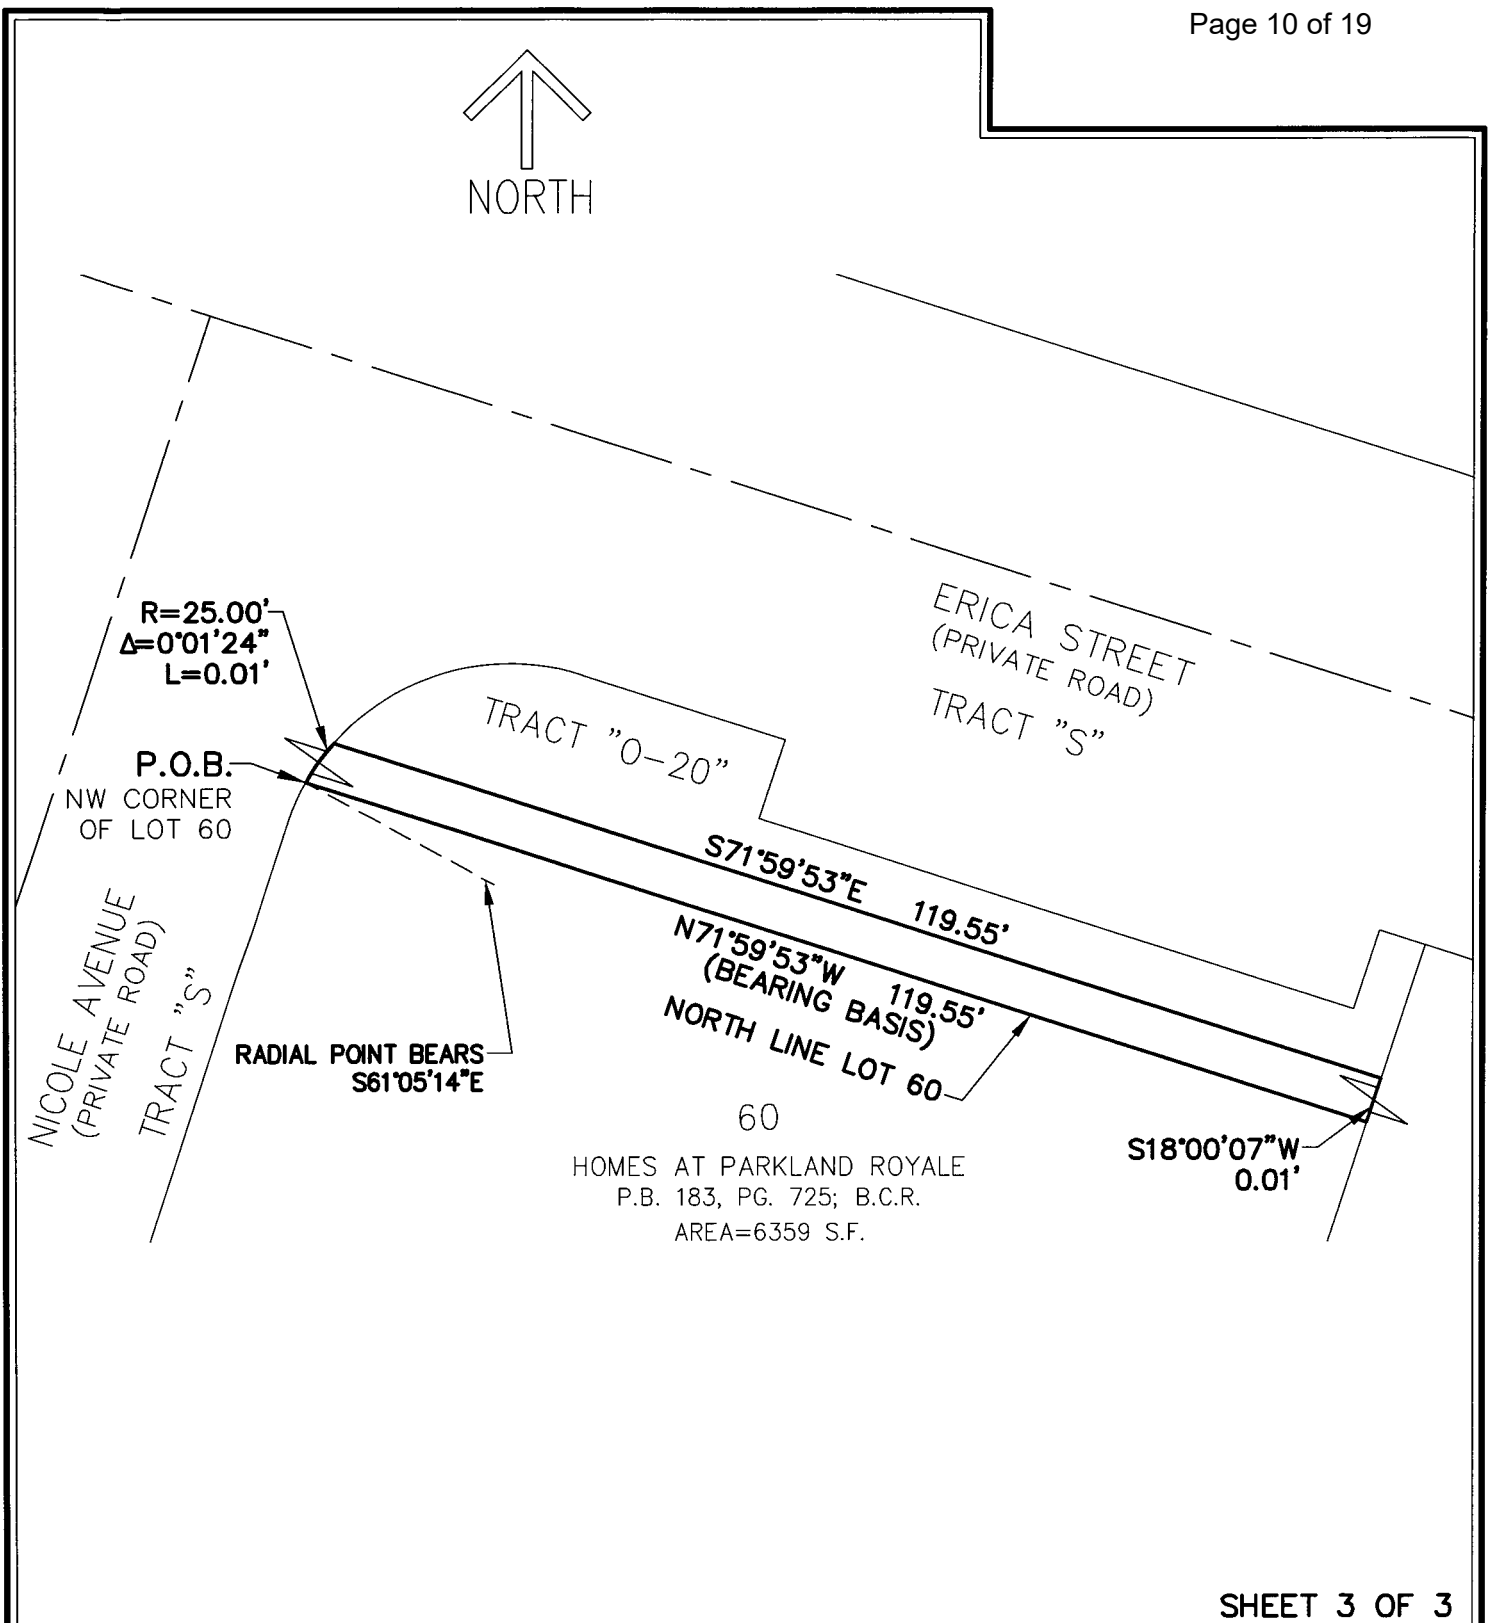 Page 10 of 19
NORTH
ERICA STREET
(PRIVATE ROAD)
TRACT "S"
R=25.00'
Δ=0°01'24"
L=0.01'
TRACT "O-20"
P.O.B.
NW CORNER
OF LOT 60
S71°59'53"E 119.55'
N71°59'53"W 119.55'
(BEARING BASIS)
NORTH LINE LOT 60
NICOLE AVENUE
(PRIVATE ROAD)
TRACT "S"
RADIAL POINT BEARS
S61°05'14"E
60
HOMES AT PARKLAND ROYALE
P.B. 183, PG. 725; B.C.R.
AREA=6359 S.F.
S18°00'07"W
0.01'
SHEET 3 OF 3